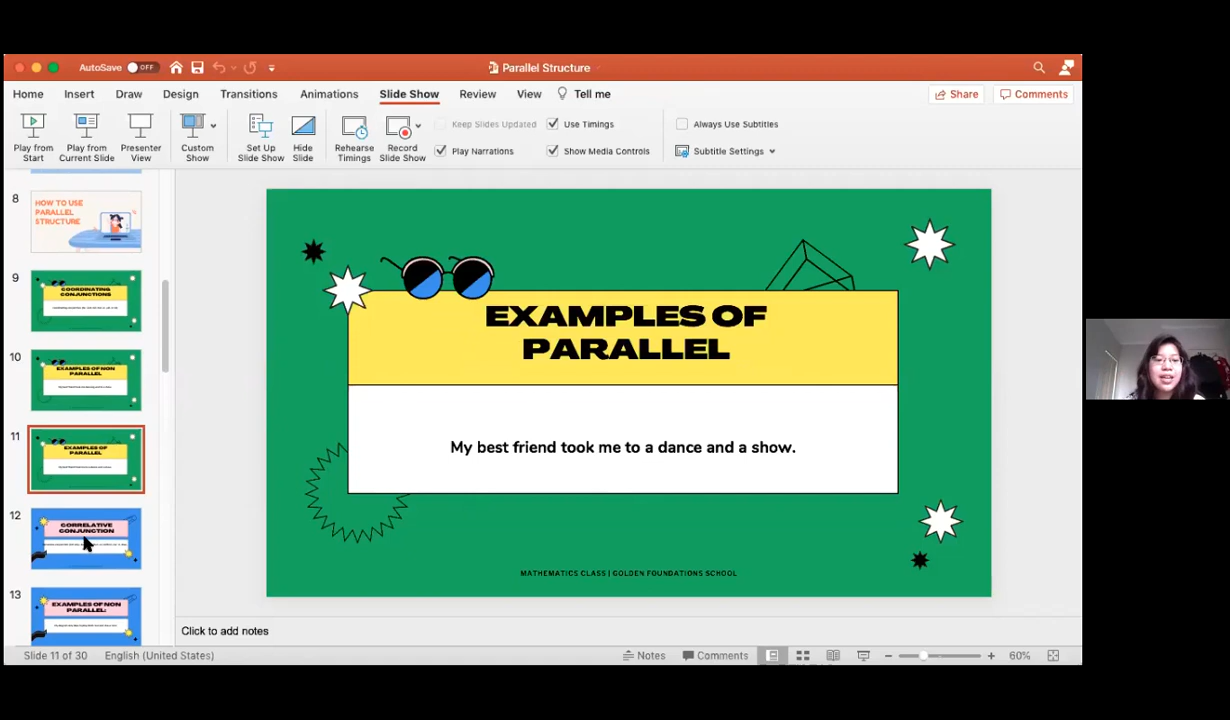 AutoSave OFF
Parallel Structure
Home Insert Draw Design Transitions Animations Slide Show Review View Tell me
Share Comments
Play from Start
Play from Current Slide
Presenter View
Custom Show
Set Up Slide Show
Hide Slide
Rehearse Timings
Record Slide Show
Keep Slides Updated
Use Timings
Play Narrations
Show Media Controls
Always Use Subtitles
Subtitle Settings
8
HOW TO USE
PARALLEL
STRUCTURE
9
COORDINATING
CONJUNCTIONS
10
EXAMPLES OF NON
PARALLEL
11
EXAMPLES OF
PARALLEL
12
CORRELATIVE
CONJUNCTION
13
EXAMPLES OF NON
PARALLEL:
EXAMPLES OF
PARALLEL
My best friend took me to a dance and a show.
MATHEMATICS CLASS | GOLDEN FOUNDATIONS SCHOOL
Click to add notes
Slide 11 of 30 English (United States)
Notes Comments
60%